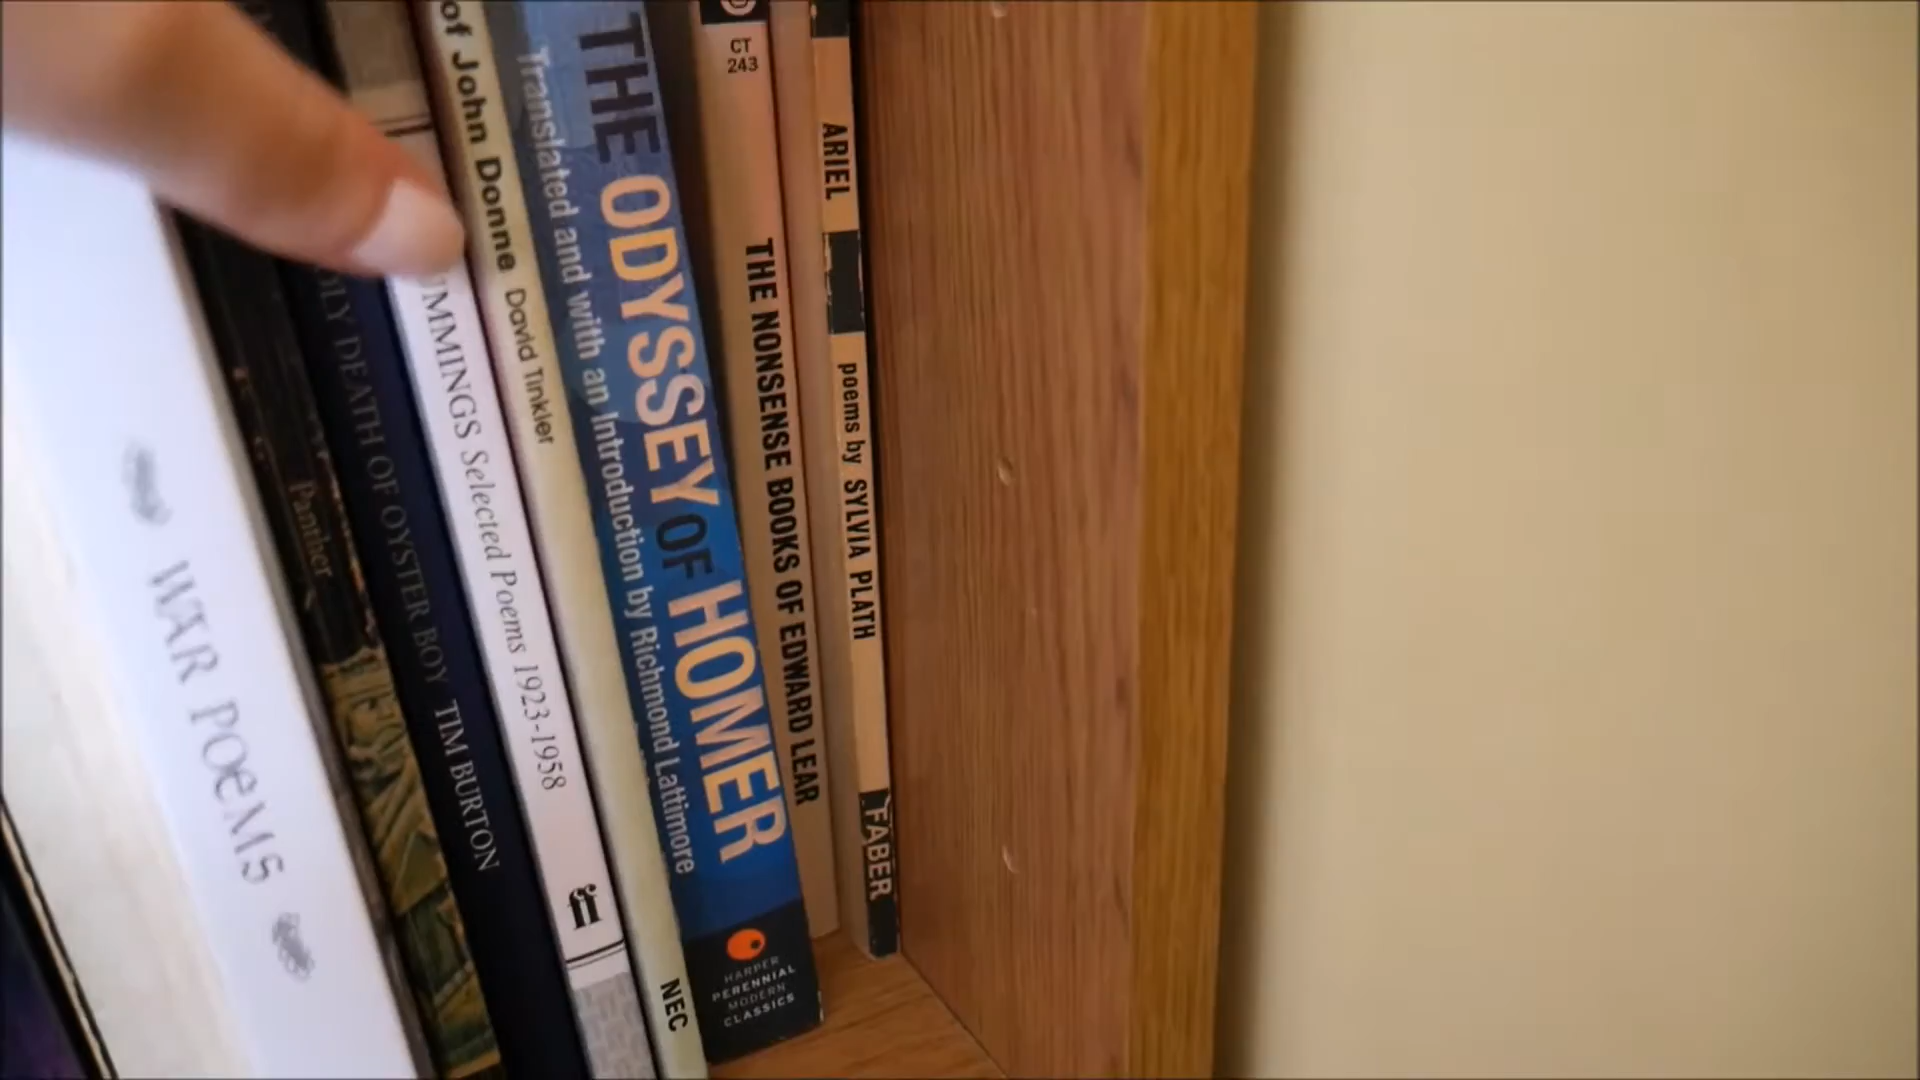 WAR POEMS
Panther
DEATH OF OYSTER BOY TIM BURTON
UMMINGS Selected Poems 1923-1958
ff
of John Donne David Tinkler
NEC
THE ODYSSEY OF HOMER
Translated and with an Introduction by Richmond Lattimore
HARPER
PERENNIAL
MODERN
CLASSICS
CT
243
THE NONSENSE BOOKS OF EDWARD LEAR
ARIEL
poems by SYLVIA PLATH
FABER